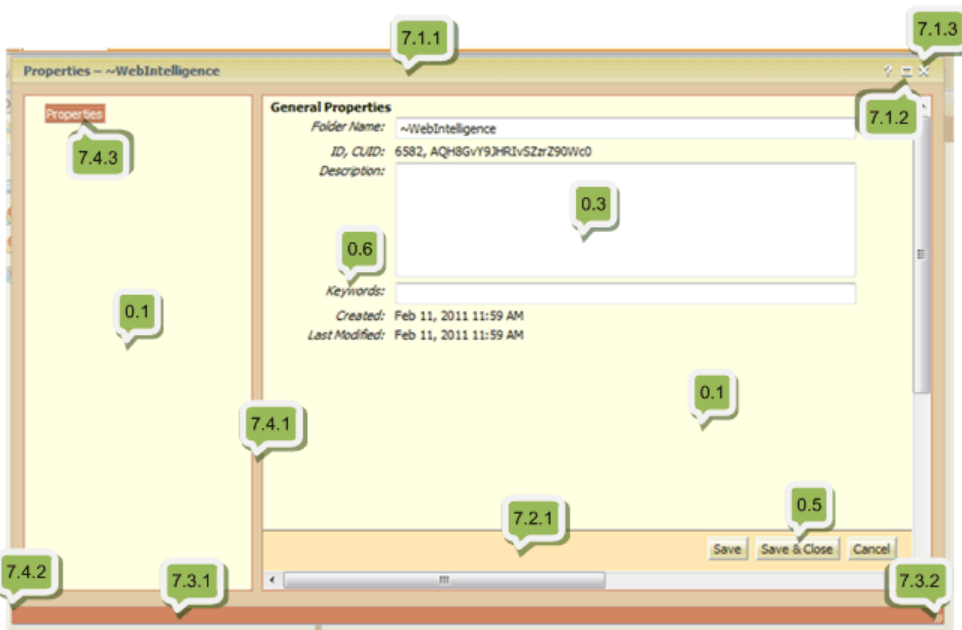 7.1.1
7.1.3
Properties – ~WebIntelligence
?
7.1.2
Properties
7.4.3
General Properties
Folder Name: ~WebIntelligence
ID, CUID: 6582, AQH8GvY9JHRIvSZzrZ90Wc0
Description:
0.3
0.6
Keywords:
0.1
Created: Feb 11, 2011 11:59 AM
Last Modified: Feb 11, 2011 11:59 AM
0.1
7.4.1
7.2.1
0.5
Save Save & Close Cancel
7.4.2
7.3.1
7.3.2